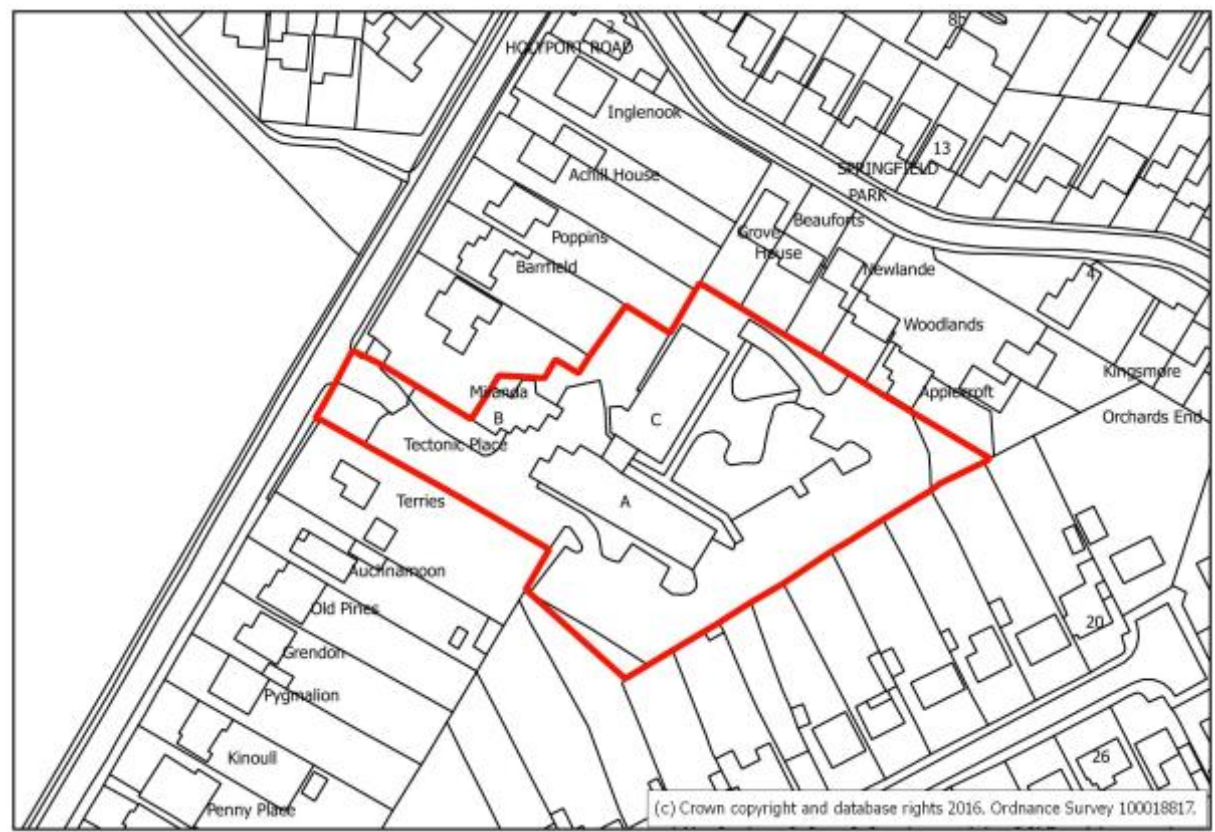 2
8b
HOLYPORT ROAD
Inglenook
13
SPRINGFIELD
PARK
Achill House
Beauforts
Grove
House
Poppins
Barrfield
Newlande
4
Woodlands
Kingsmore
Miranda
Applecroft
B
C
Orchards End
Tectonic Place
Terries
A
Auchnamoon
Old Pines
20
Grendon
Pygmalion
Kinoull
26
Penny Place
(c) Crown copyright and database rights 2016. Ordnance Survey 100018817.